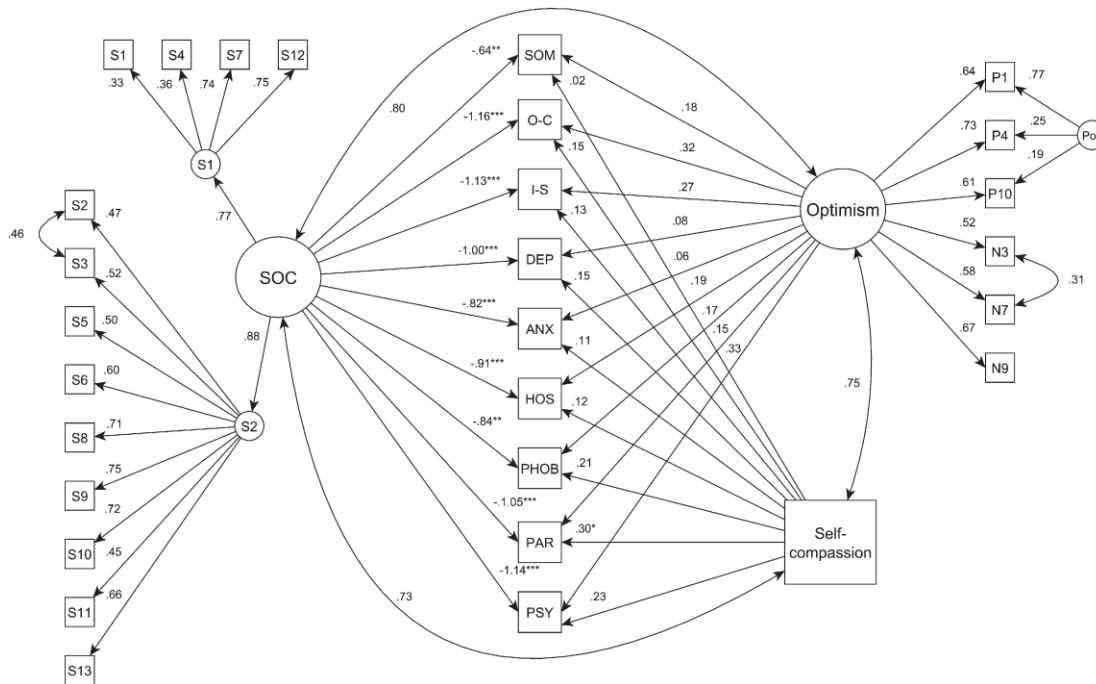 S1 S4 S7 S12
.33 .36 .74 .75
S1
.77
S2
S3
S5
S6
S8
S9
S10
S11
S13
.46
.47
.52
.50
.60
.71
.75
.72
.45
.66
S2
.88
SOC
.80
-.64**
-1.16***
-1.13***
-1.00***
-.82***
-.91***
-.84**
-.1.05***
-1.14***
.73
SOM
O-C
I-S
DEP
ANX
HOS
PHOB
PAR
PSY
.02
.15
.13
.15
.11
.12
.21
.30*
.23
.18
.32
.27
.08
.06
.19
.17
.15
.33
Optimism
.75
Self-
compassion
.64
.73
.61
.52
.58
.67
P1
P4
P10
N3
N7
N9
.77
.25
.19
Po
.31